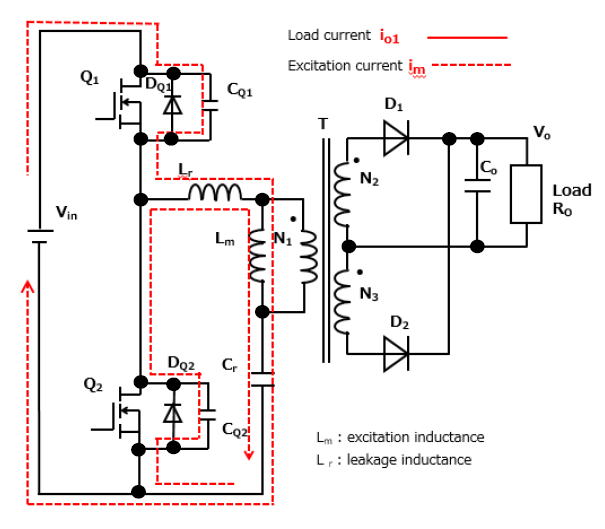 Load current io1
Excitation current im
Q1
DQ1
CQ1
D1
T
Vo
Lr
N2
Co
Load
Ro
Vin
Lm
N1
N3
D2
DQ2
Cr
Q2
CQ2
Lm : excitation inductance
L r : leakage inductance